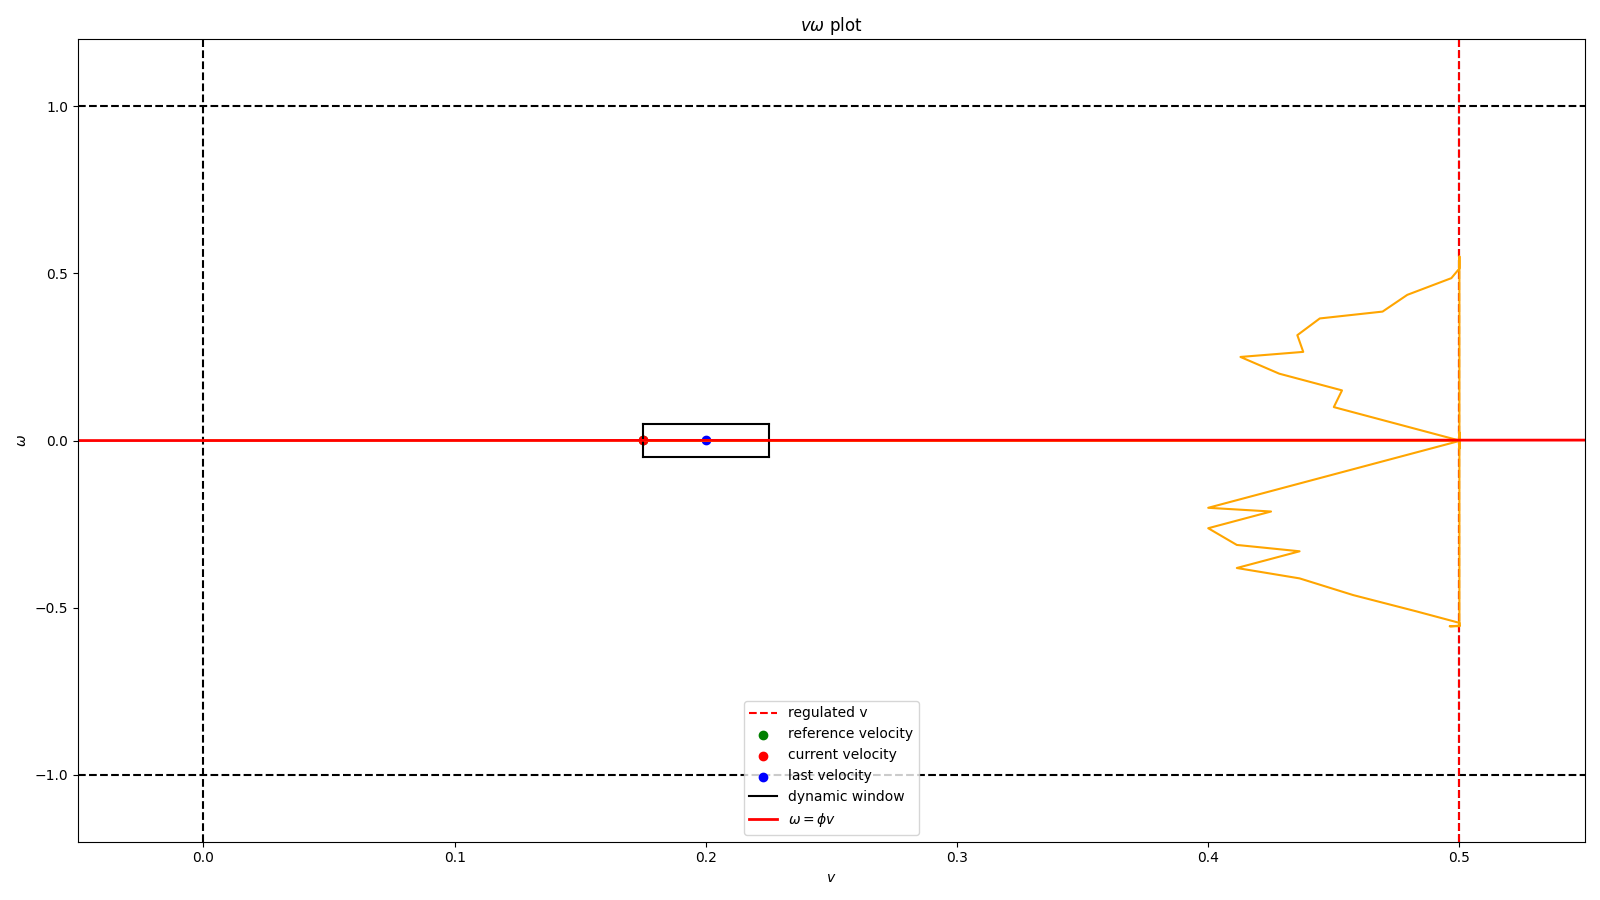 vω plot
1.0
0.5
0.0
−0.5
−1.0
ω
0.0 0.1 0.2 0.3 0.4 0.5
v
regulated v
reference velocity
current velocity
last velocity
dynamic window
ω = ϕv